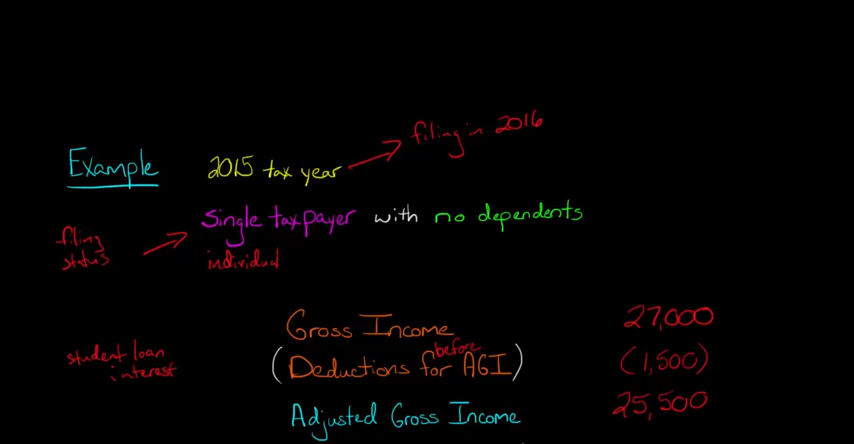 filing in 2016
Example 2015 tax year
Single taxpayer with no dependents
filing
status
individual
Gross Income 27,000
before
student loan
interest
(Deductions for AGI) (1,500)
Adjusted Gross Income 25,500